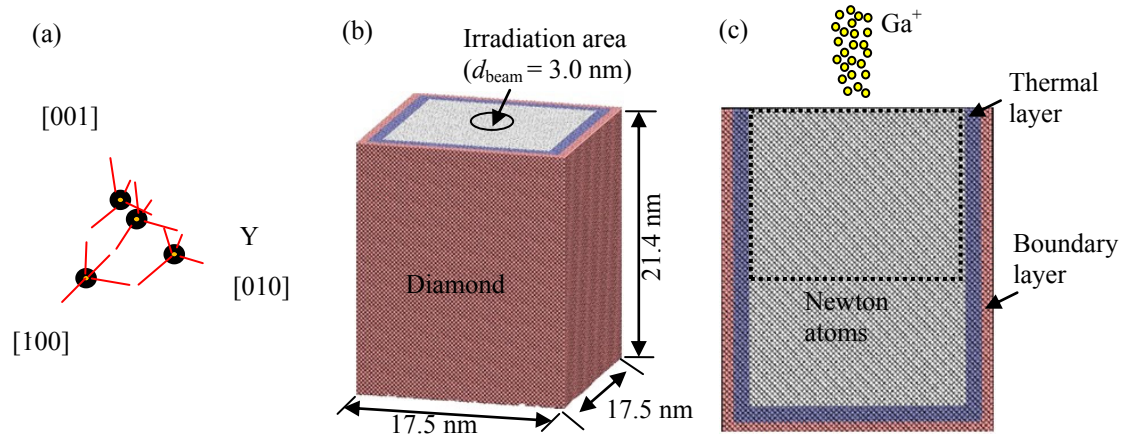 (a)
[001]
Y
[010]
[100]
(b)
Irradiation area
(d_beam = 3.0 nm)
Diamond
21.4 nm
17.5 nm
17.5 nm
(c)
Ga⁺
Thermal
layer
Boundary
layer
Newton
atoms